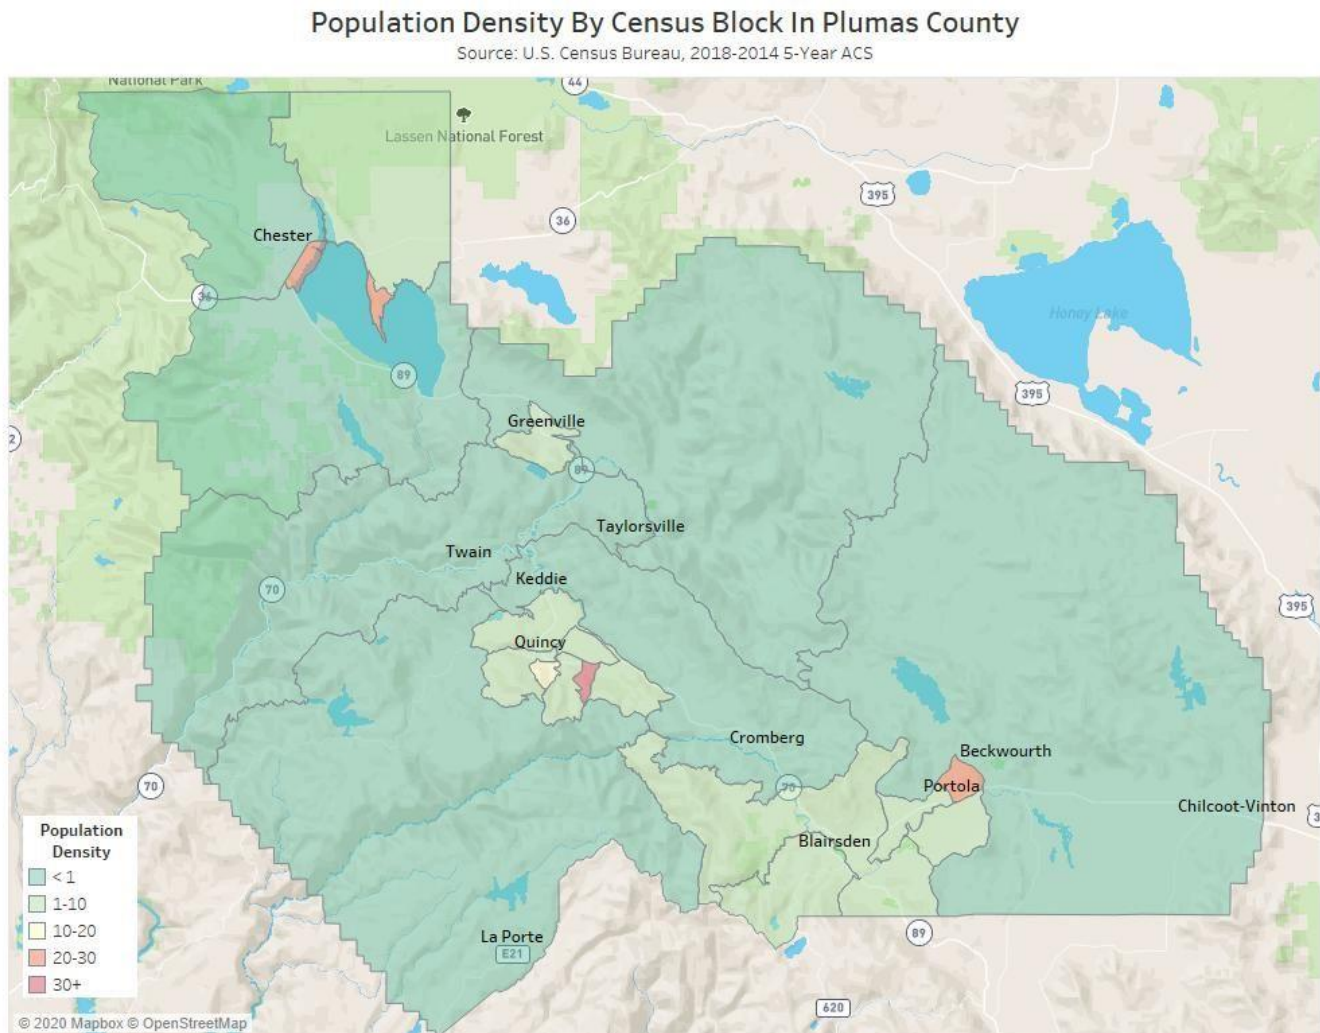 Population Density By Census Block In Plumas County
Source: U.S. Census Bureau, 2018-2014 5-Year ACS
National Park
44
Lassen National Forest
395
36
Chester
36
Honey Lake
89
395
Greenville
89
Taylorsville
Twain
Keddie
70
395
Quincy
Cromberg
Beckwourth
70
70
Portola
Chilcoot-Vinton
Blairsden
Population
Density
< 1
1-10
10-20
20-30
30+
La Porte
E21
89
620
© 2020 Mapbox © OpenStreetMap